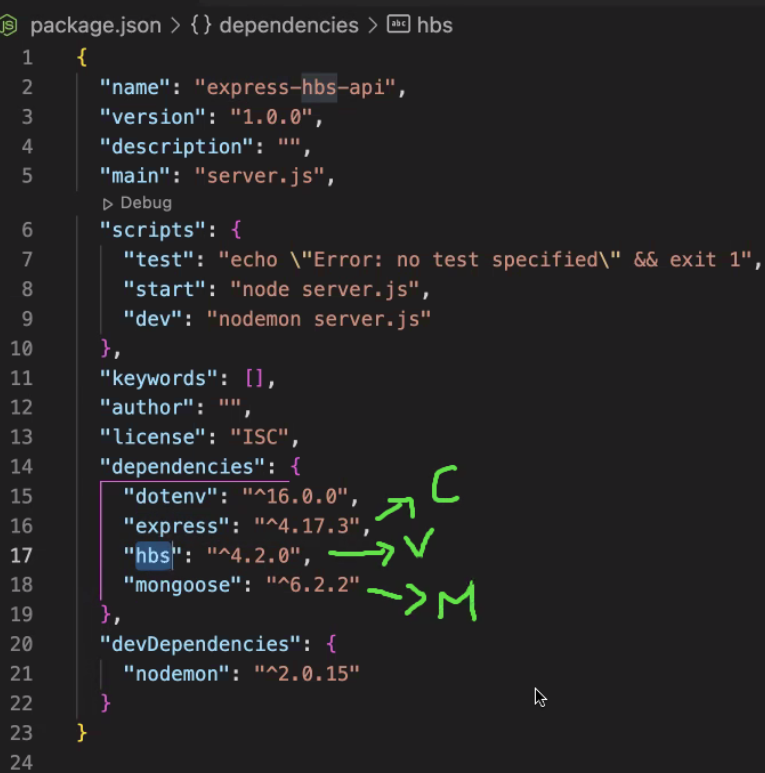 package.json > {} dependencies > abc hbs
1 {
2 "name": "express-hbs-api",
3 "version": "1.0.0",
4 "description": "",
5 "main": "server.js",
Debug
6 "scripts": {
7 "test": "echo \"Error: no test specified\" && exit 1",
8 "start": "node server.js",
9 "dev": "nodemon server.js"
10 },
11 "keywords": [],
12 "author": "",
13 "license": "ISC",
14 "dependencies": {
15 "dotenv": "^16.0.0", C
16 "express": "^4.17.3",
17 "hbs": "^4.2.0", V
18 "mongoose": "^6.2.2" M
19 },
20 "devDependencies": {
21 "nodemon": "^2.0.15"
22 }
23 }
24